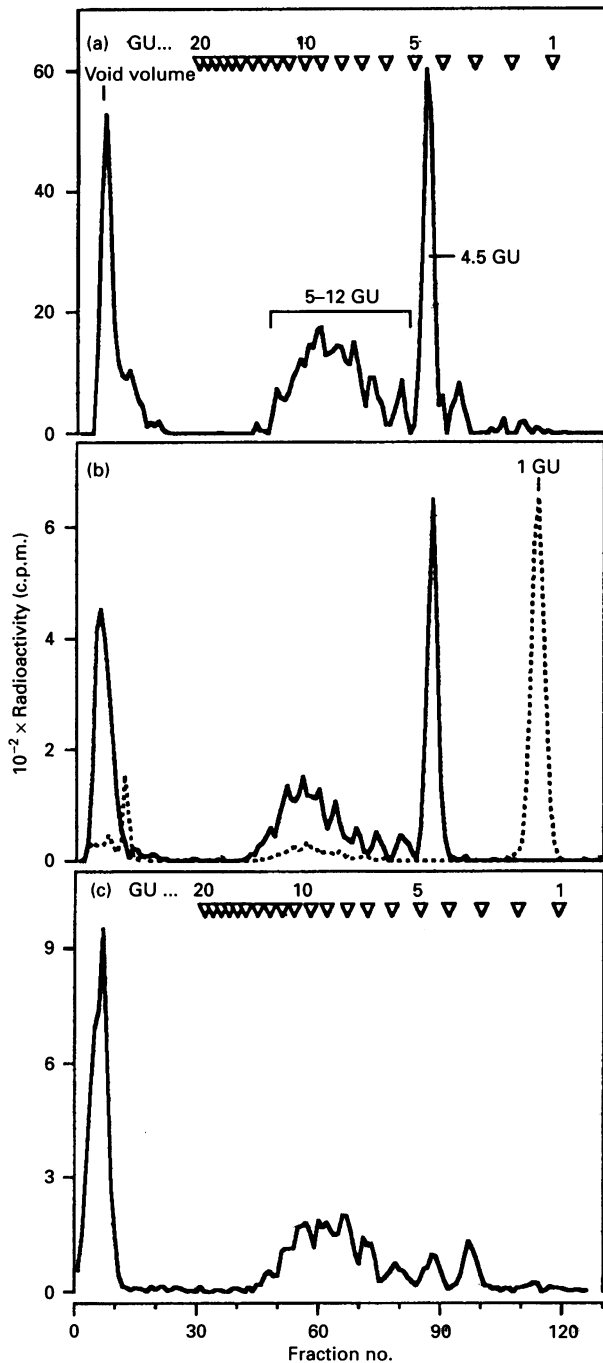 (a) GU... 20 10 5 1
Void volume
60
4.5 GU
40
5–12 GU
20
0
(b)
1 GU
6
4
2
0
10⁻² × Radioactivity (c.p.m.)
(c) GU ... 20 10 5 1
9
6
3
0
0 30 60 90 120
Fraction no.